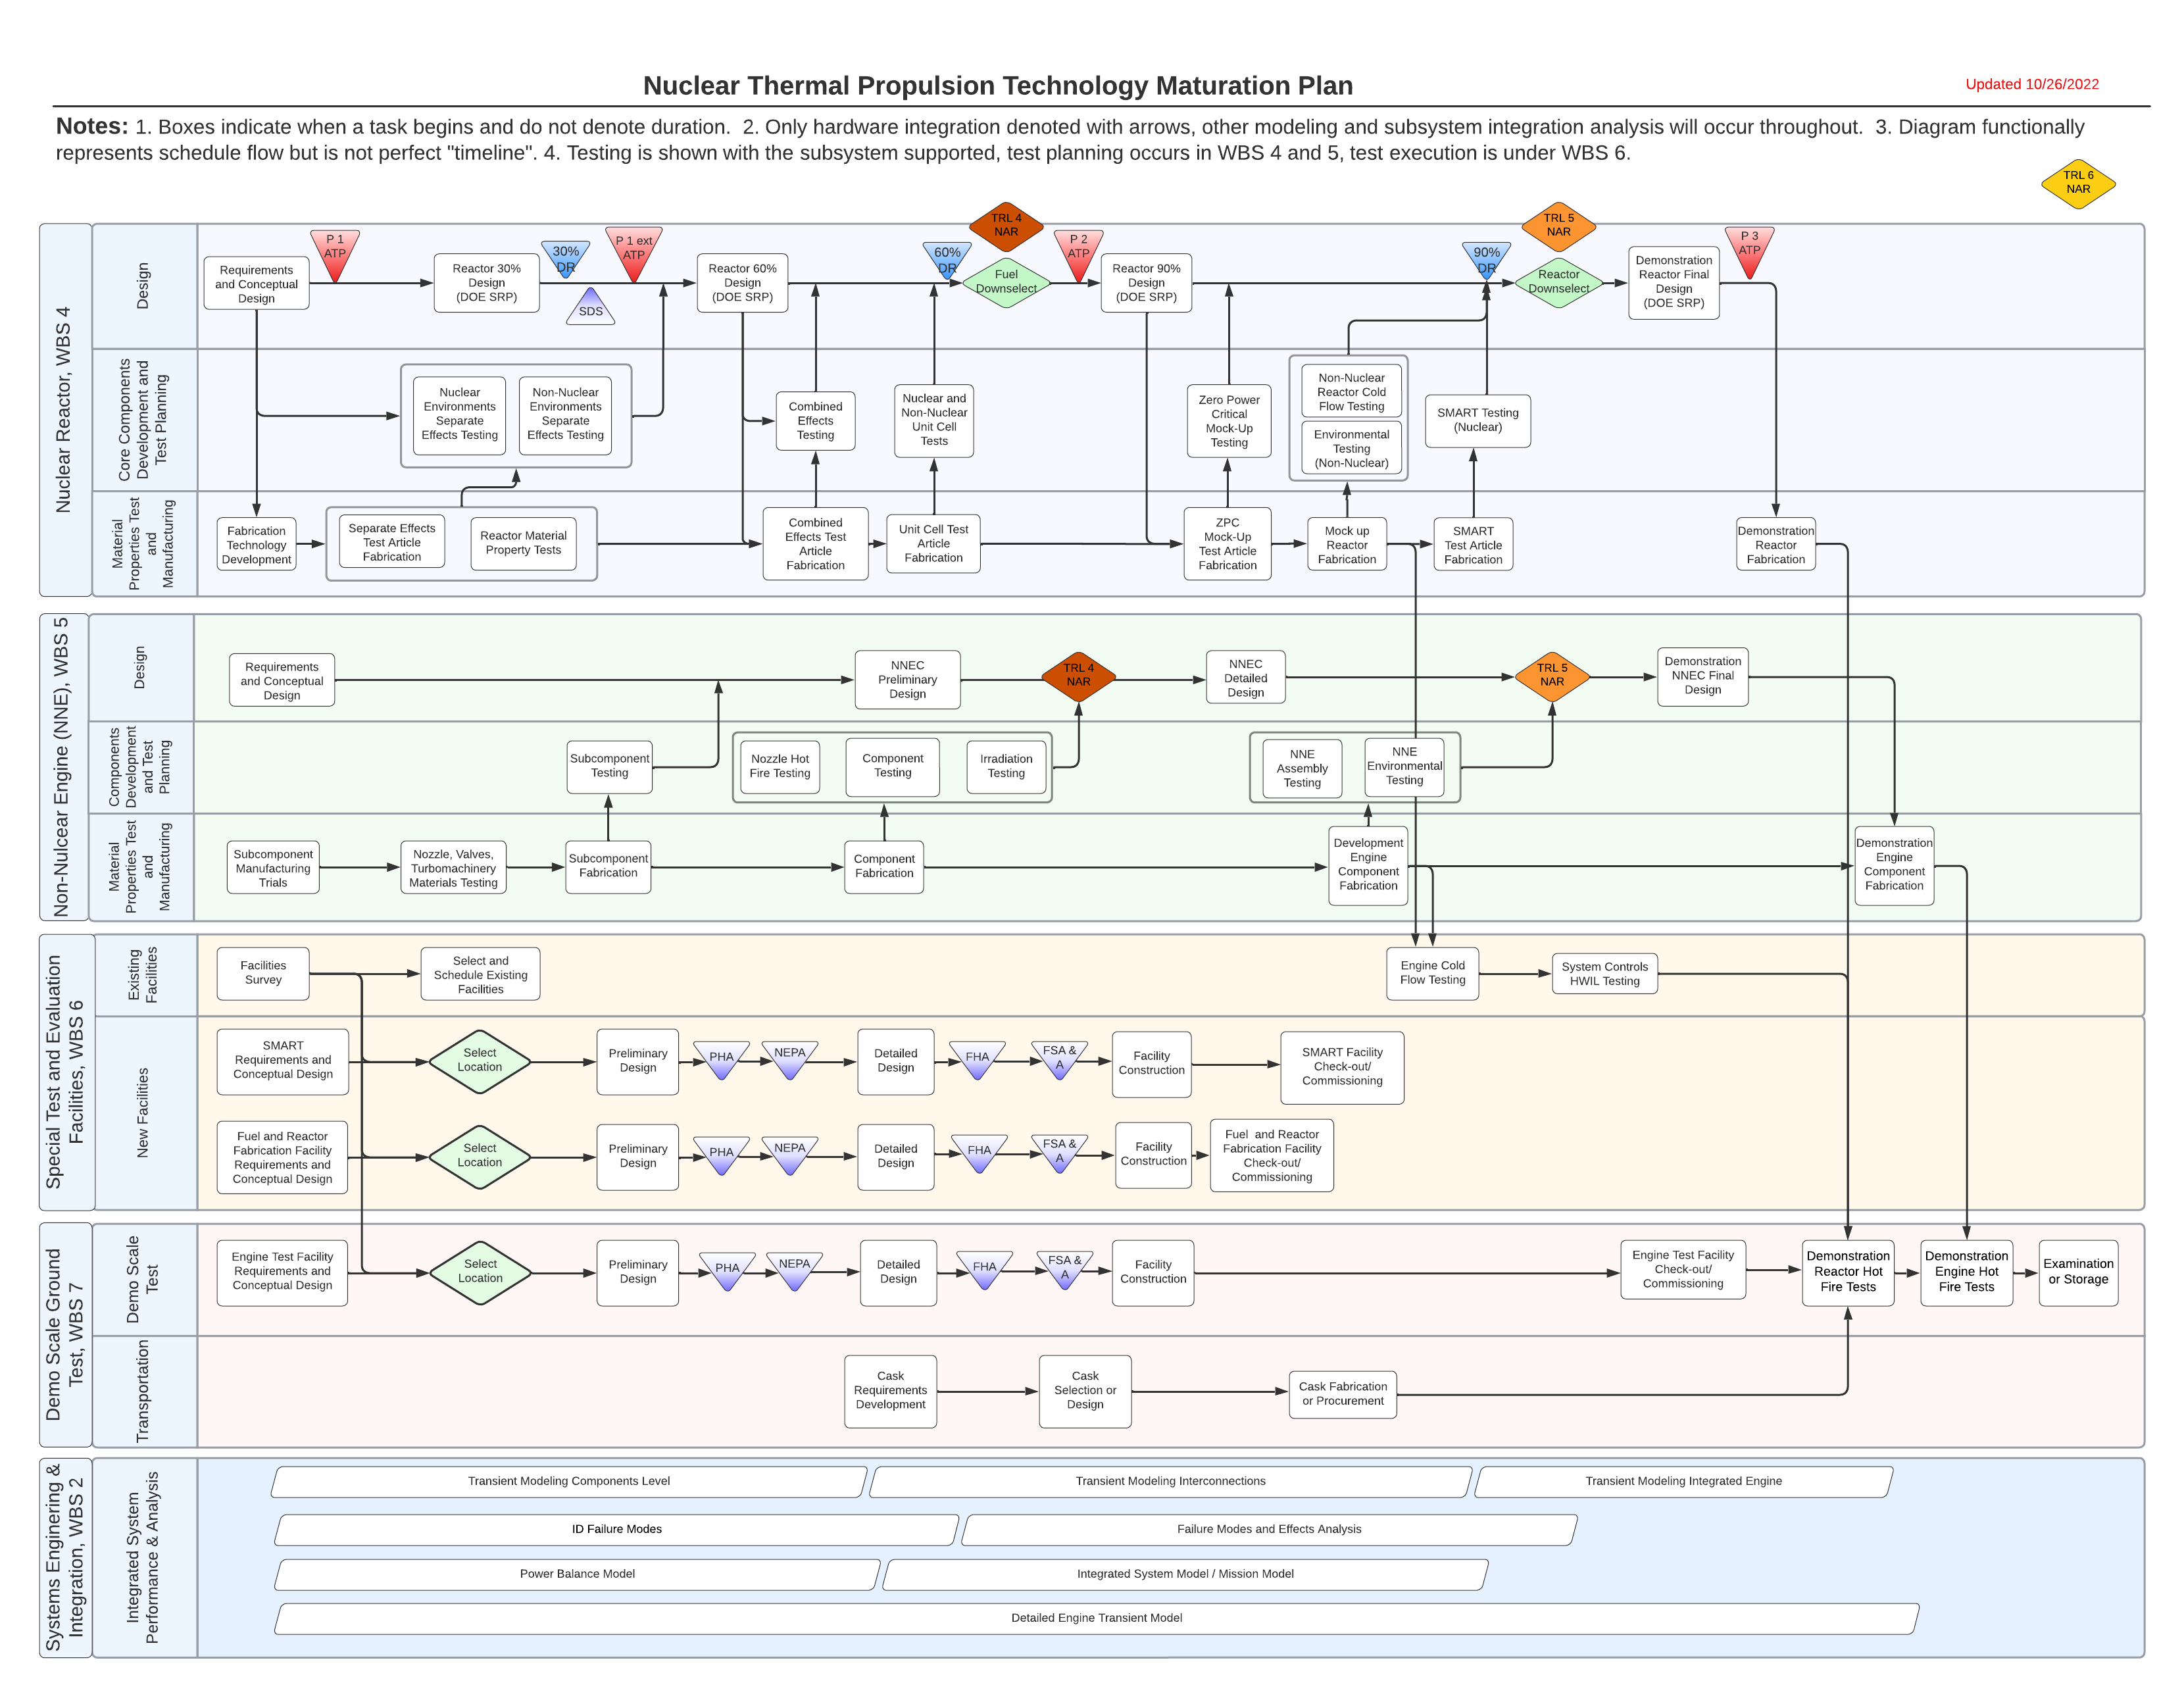 Nuclear Thermal Propulsion Technology Maturation Plan
Updated 10/26/2022
Notes: 1. Boxes indicate when a task begins and do not denote duration.  2. Only hardware integration denoted with arrows, other modeling and subsystem integration analysis will occur throughout.  3. Diagram functionally
represents schedule flow but is not perfect "timeline". 4. Testing is shown with the subsystem supported, test planning occurs in WBS 4 and 5, test execution is under WBS 6.
TRL 6
NAR
Nuclear Reactor, WBS 4
Design
Requirements
and Conceptual
Design
P 1
ATP
Reactor 30%
Design
(DOE SRP)
30%
DR
SDS
P 1 ext
ATP
Reactor 60%
Design
(DOE SRP)
60%
DR
TRL 4
NAR
Fuel
Downselect
P 2
ATP
Reactor 90%
Design
(DOE SRP)
90%
DR
TRL 5
NAR
Reactor
Downselect
Demonstration
Reactor Final
Design
(DOE SRP)
P 3
ATP
Core Components
Development and
Test Planning
Nuclear
Environments
Separate
Effects Testing
Non-Nuclear
Environments
Separate
Effects Testing
Combined
Effects
Testing
Nuclear and
Non-Nuclear
Unit Cell
Tests
Zero Power
Critical
Mock-Up
Testing
Non-Nuclear
Reactor Cold
Flow Testing
Environmental
Testing
(Non-Nuclear)
SMART Testing
(Nuclear)
Material
Properties Test
and
Manufacturing
Fabrication
Technology
Development
Separate Effects
Test Article
Fabrication
Reactor Material
Property Tests
Combined
Effects Test
Article
Fabrication
Unit Cell Test
Article
Fabrication
ZPC
Mock-Up
Test Article
Fabrication
Mock up
Reactor
Fabrication
SMART
Test Article
Fabrication
Demonstration
Reactor
Fabrication
Non-Nulcear Engine (NNE), WBS 5
Design
Requirements
and Conceptual
Design
NNEC
Preliminary
Design
TRL 4
NAR
NNEC
Detailed
Design
TRL 5
NAR
Demonstration
NNEC Final
Design
Components
Development
and Test
Planning
Subcomponent
Testing
Nozzle Hot
Fire Testing
Component
Testing
Irradiation
Testing
NNE
Assembly
Testing
NNE
Environmental
Testing
Material
Properties Test
and
Manufacturing
Subcomponent
Manufacturing
Trials
Nozzle, Valves,
Turbomachinery
Materials Testing
Subcomponent
Fabrication
Component
Fabrication
Development
Engine
Component
Fabrication
Demonstration
Engine
Component
Fabrication
Special Test and Evaluation
Facilities, WBS 6
Existing
Facilities
Facilities
Survey
Select and
Schedule Existing
Facilities
Engine Cold
Flow Testing
System Controls
HWIL Testing
New Facilities
SMART
Requirements and
Conceptual Design
Select
Location
Preliminary
Design
PHA
NEPA
Detailed
Design
FHA
FSA &
A
Facility
Construction
SMART Facility
Check-out/
Commissioning
Fuel and Reactor
Fabrication Facility
Requirements and
Conceptual Design
Select
Location
Preliminary
Design
PHA
NEPA
Detailed
Design
FHA
FSA &
A
Facility
Construction
Fuel  and Reactor
Fabrication Facility
Check-out/
Commissioning
Demo Scale Ground
Test, WBS 7
Demo Scale
Test
Engine Test Facility
Requirements and
Conceptual Design
Select
Location
Preliminary
Design
PHA
NEPA
Detailed
Design
FHA
FSA &
A
Facility
Construction
Engine Test Facility
Check-out/
Commissioning
Demonstration
Reactor Hot
Fire Tests
Demonstration
Engine Hot
Fire Tests
Examination
or Storage
Transportation
Cask
Requirements
Development
Cask
Selection or
Design
Cask Fabrication
or Procurement
Systems Enginering &
Integration, WBS 2
Integrated System
Performance & Analysis
Transient Modeling Components Level
Transient Modeling Interconnections
Transient Modeling Integrated Engine
ID Failure Modes
Failure Modes and Effects Analysis
Power Balance Model
Integrated System Model / Mission Model
Detailed Engine Transient Model